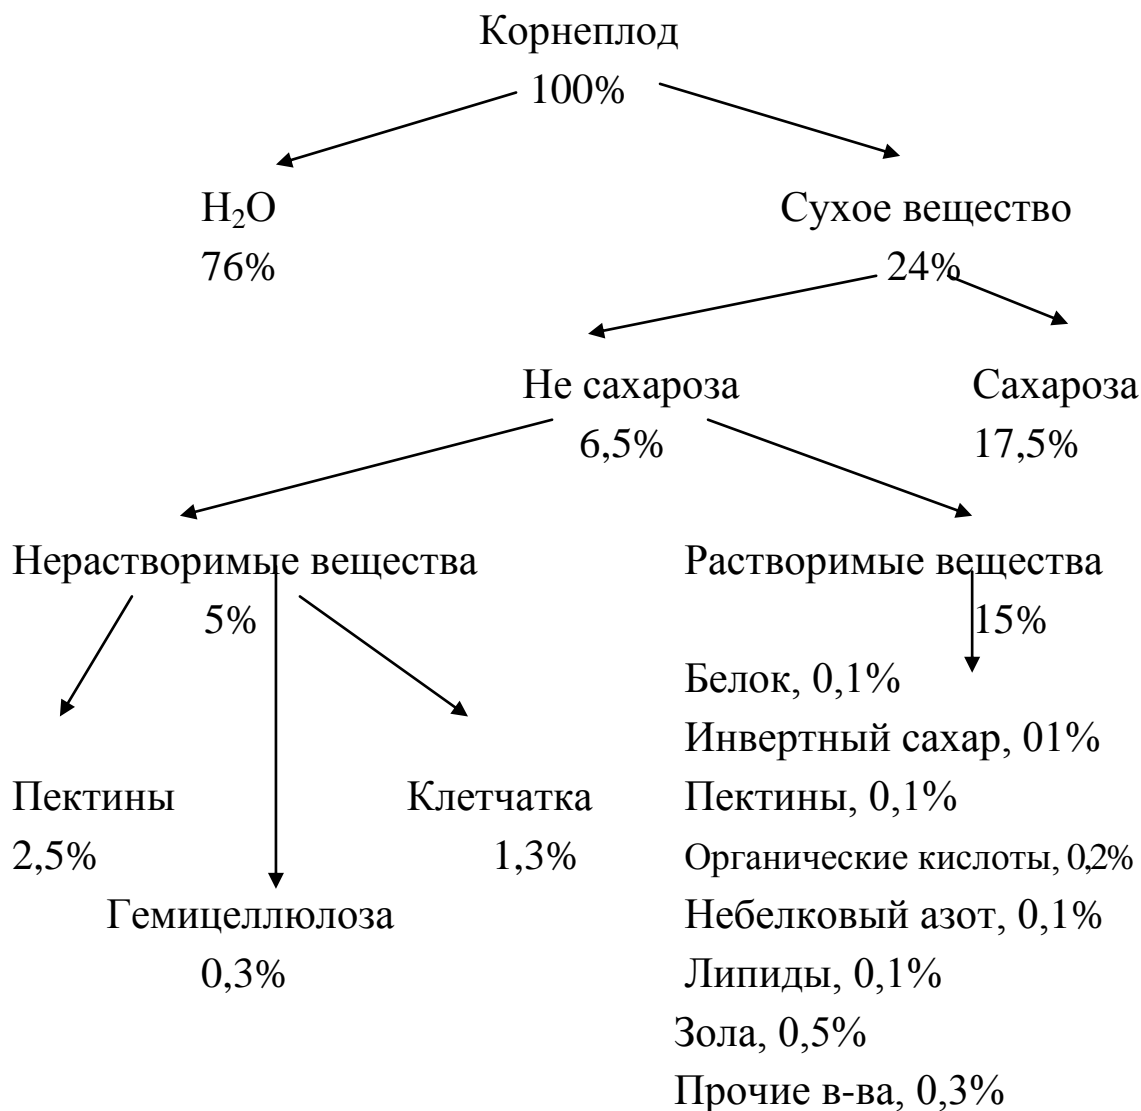 Корнеплод
100%
H₂O
76%
Сухое вещество
24%
Не сахароза
6,5%
Сахароза
17,5%
Нерастворимые вещества
5%
Растворимые вещества
15%
Пектины
2,5%
Гемицеллюлоза
0,3%
Клетчатка
1,3%
Белок, 0,1%
Инвертный сахар, 01%
Пектины, 0,1%
Органические кислоты, 0,2%
Небелковый азот, 0,1%
Липиды, 0,1%
Зола, 0,5%
Прочие в-ва, 0,3%